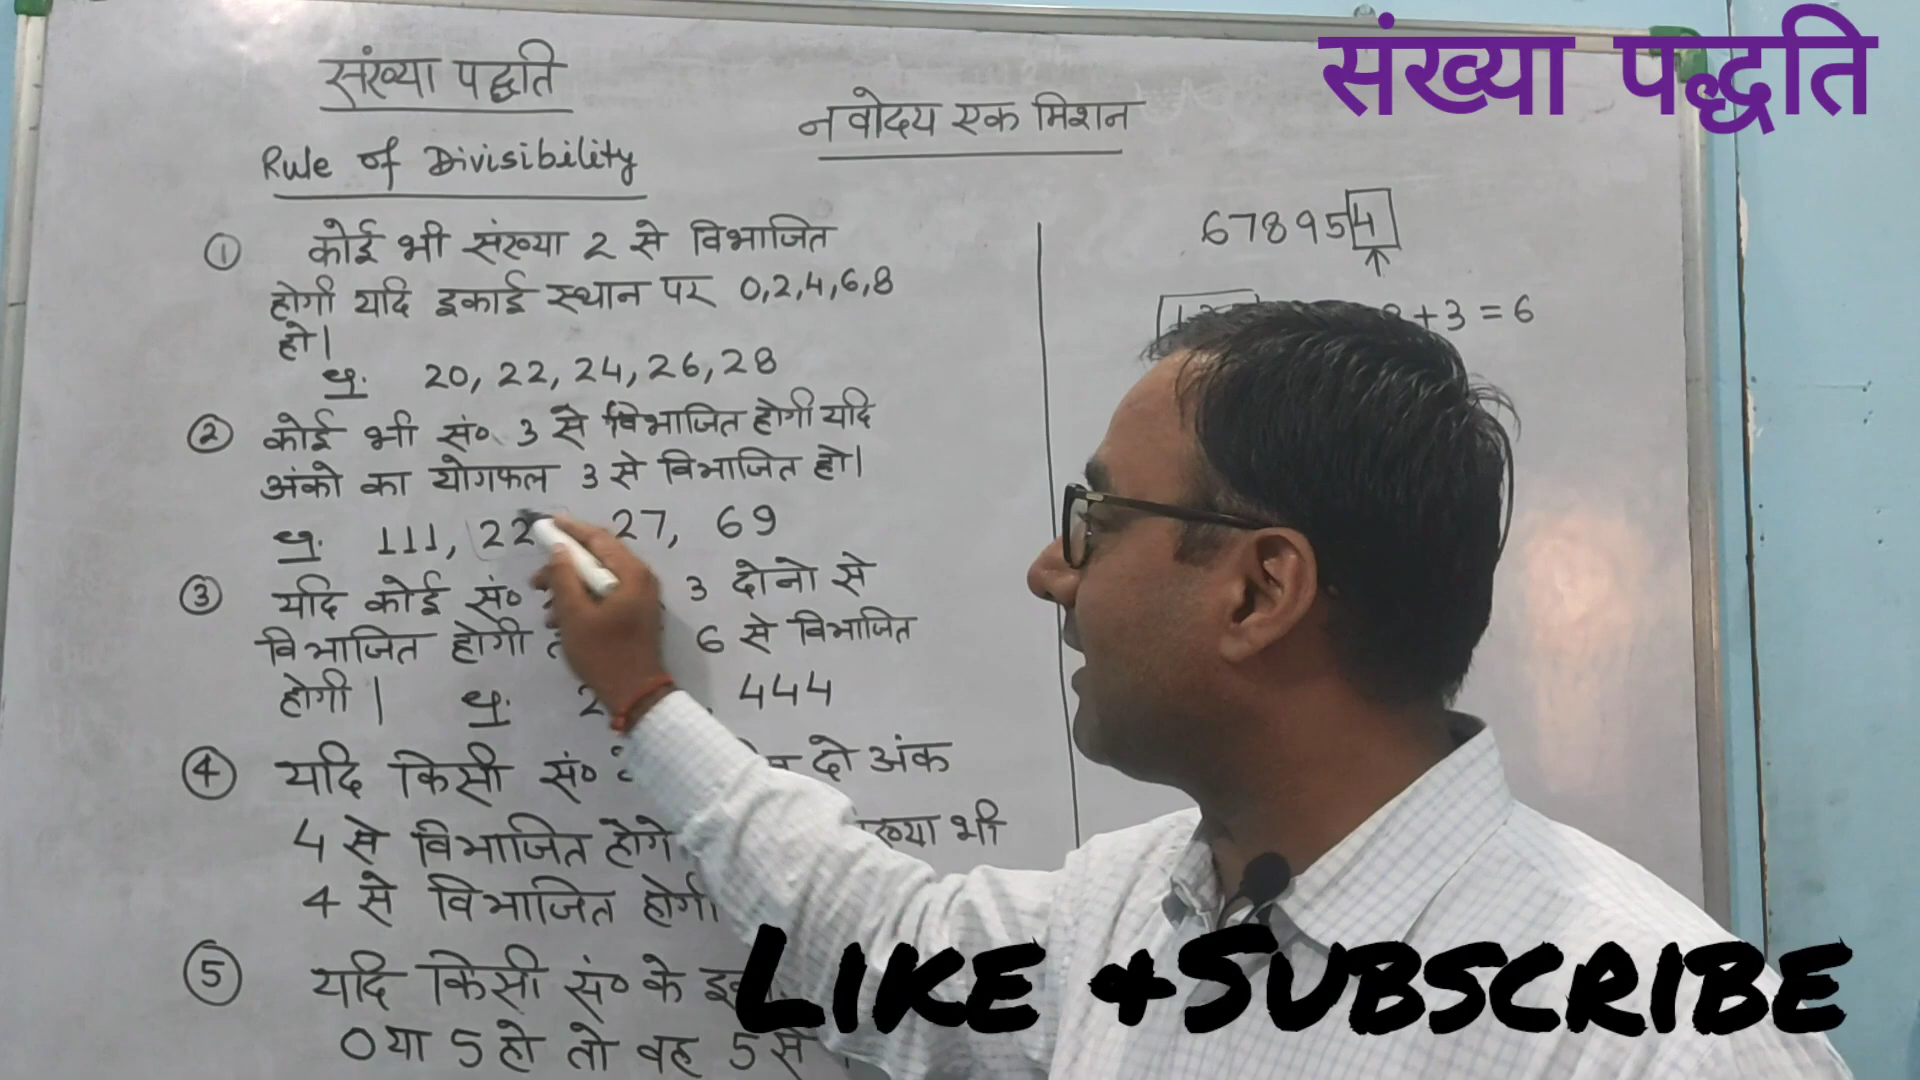 संख्या पद्धति
संख्या पद्धति
नवोदय एक मिशन
Rule of Divisibility
① कोई भी संख्या 2 से विभाजित
होगी यदि इकाई स्थान पर 0,2,4,6,8
हो।
20, 22, 24, 26, 28
② कोई भी सं० 3 से विभाजित होगी यदि
अंको का योगफल 3 से विभाजित हो।
111, 22 27, 69
③ यदि कोई सं० 3 दोनो से
विभाजित होगी 6 से विभाजित
होगी । 2 444
④ यदि किसी सं० दो अंक
4 से विभाजित होगे भी
4 से विभाजित होगी
⑤ यदि किसी सं० के
0 या 5 हो तो वह 5 से
678954
+3 = 6
LIKE &SUBSCRIBE